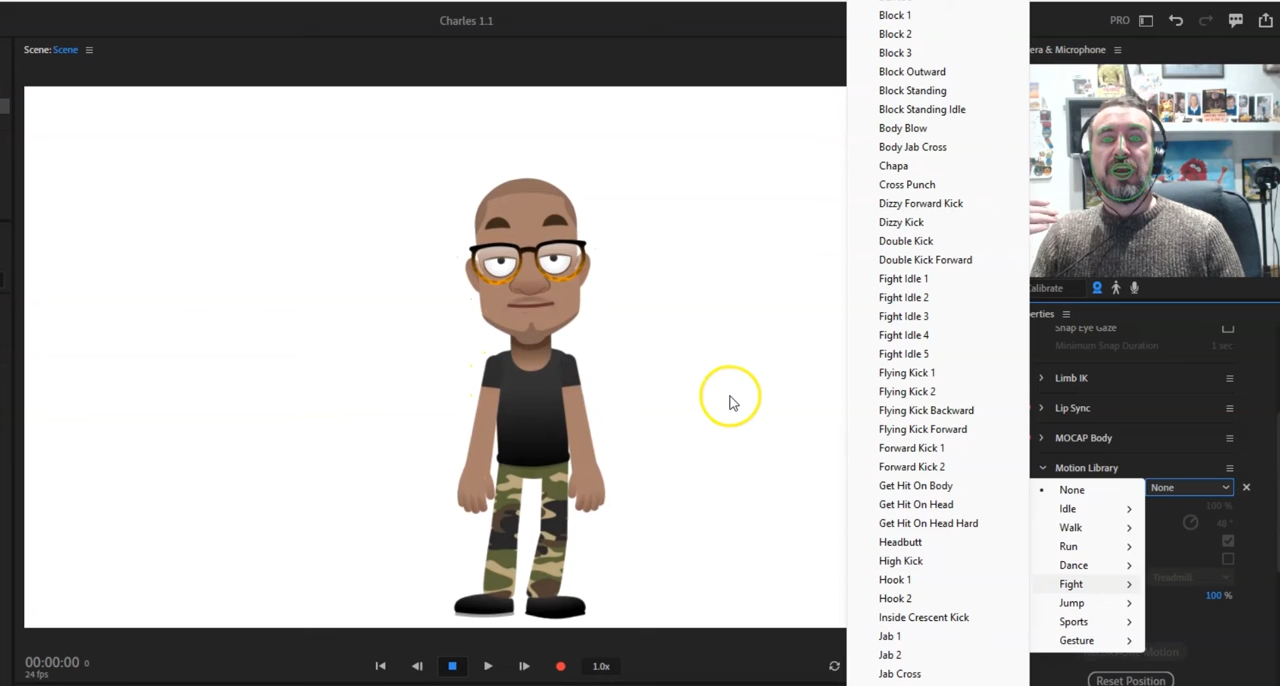 Charles 1.1
PRO
Scene: Scene
era & Microphone
Block 1
Block 2
Block 3
Block Outward
Block Standing
Block Standing Idle
Body Blow
Body Jab Cross
Chapa
Cross Punch
Dizzy Forward Kick
Dizzy Kick
Double Kick
Double Kick Forward
Fight Idle 1
Fight Idle 2
Fight Idle 3
Fight Idle 4
Fight Idle 5
Flying Kick 1
Flying Kick 2
Flying Kick Backward
Flying Kick Forward
Forward Kick 1
Forward Kick 2
Get Hit On Body
Get Hit On Head
Get Hit On Head Hard
Headbutt
High Kick
Hook 1
Hook 2
Inside Crescent Kick
Jab 1
Jab 2
Jab Cross
alibrate
erties
Snap Eye Gaze
Minimum Snap Duration 1 sec
Limb IK
Lip Sync
MOCAP Body
Motion Library
None
None
Idle
Walk
Run
Dance
Fight
Jump
Sports
Gesture
100 %
48 °
Treadmill
100 %
Motion
Reset Position
00:00:00 0
24 fps
1.0x